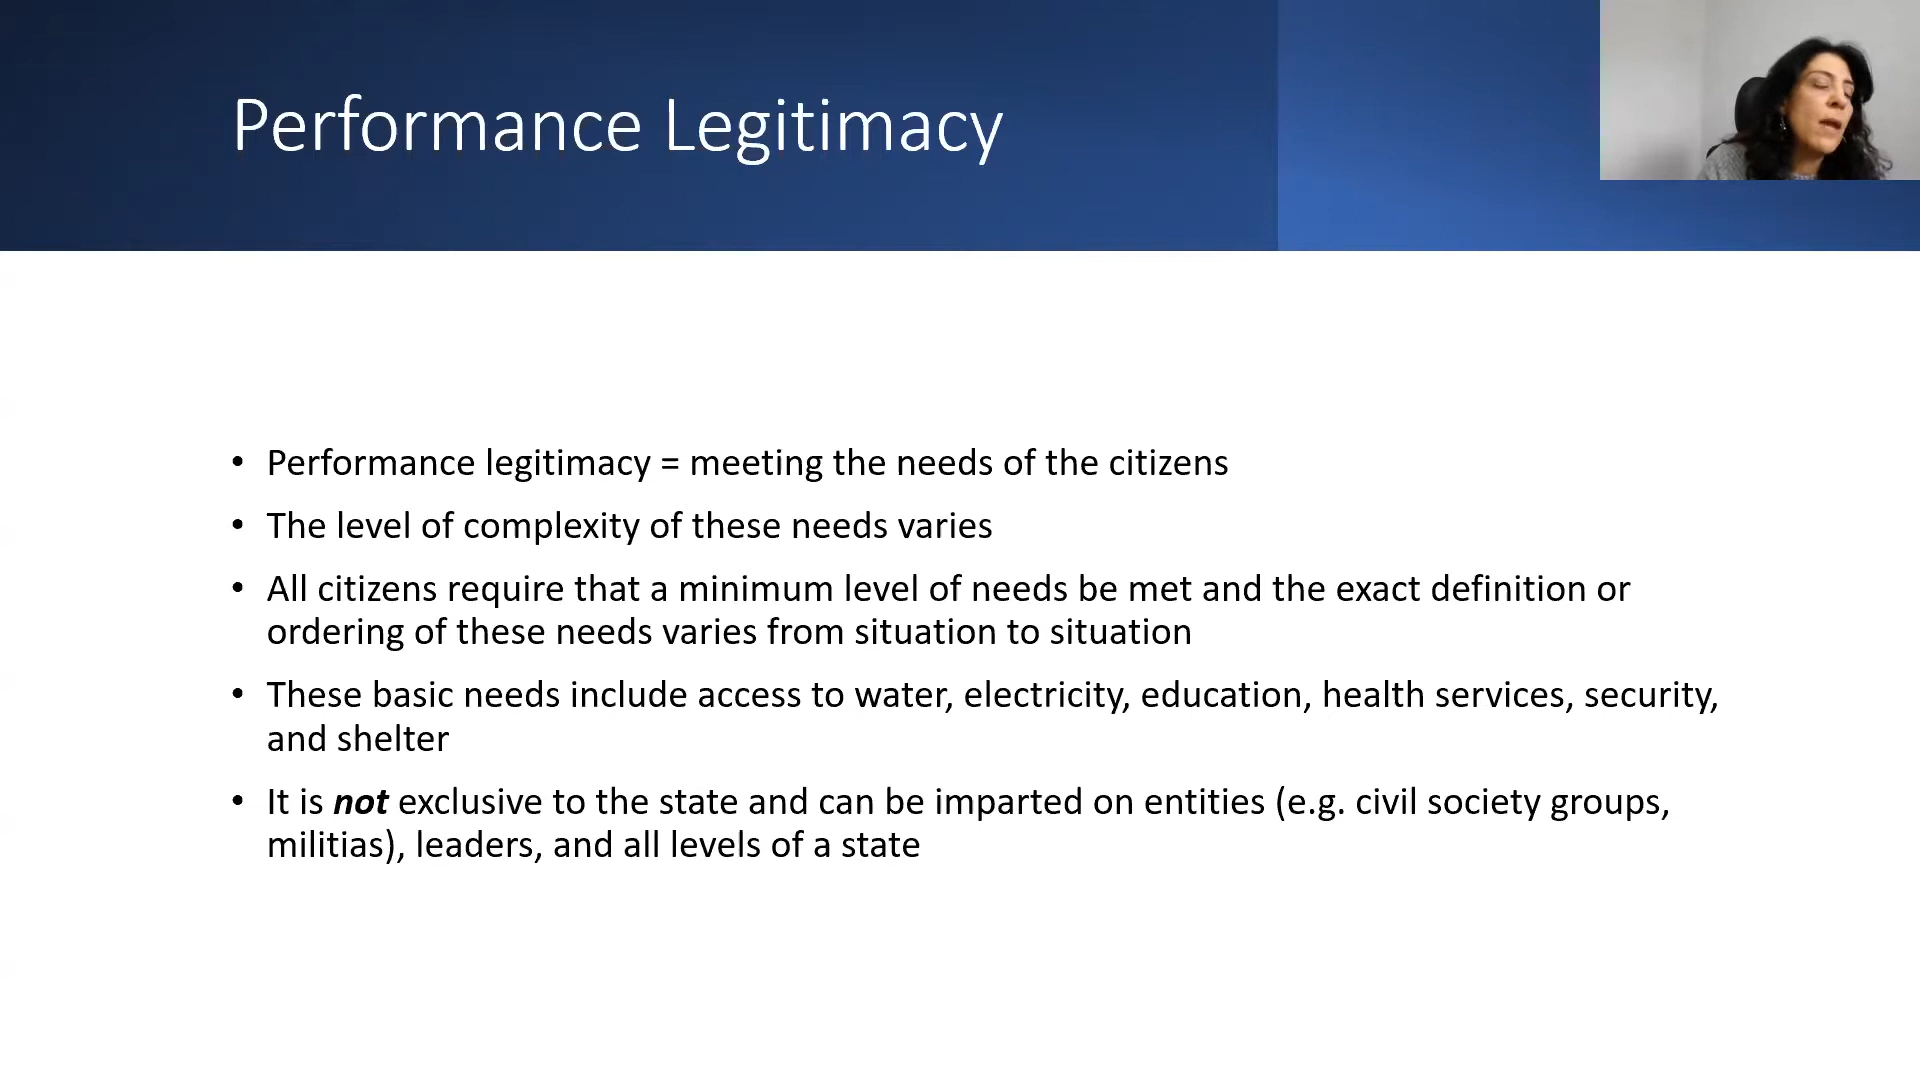 Performance Legitimacy
• Performance legitimacy = meeting the needs of the citizens
• The level of complexity of these needs varies
• All citizens require that a minimum level of needs be met and the exact definition or
ordering of these needs varies from situation to situation
• These basic needs include access to water, electricity, education, health services, security,
and shelter
• It is not exclusive to the state and can be imparted on entities (e.g. civil society groups,
militias), leaders, and all levels of a state